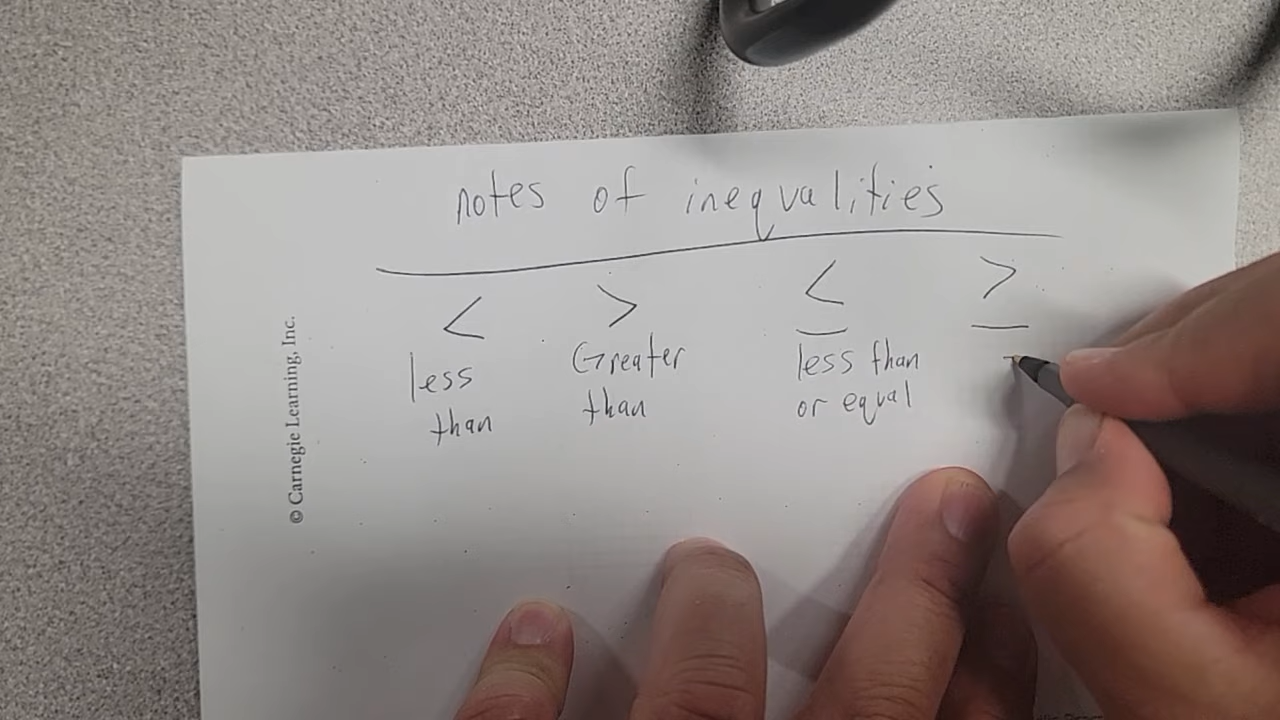 notes of inequalities
< > ≤ ≥
less than
Greater than
less than or equal
© Carnegie Learning, Inc.